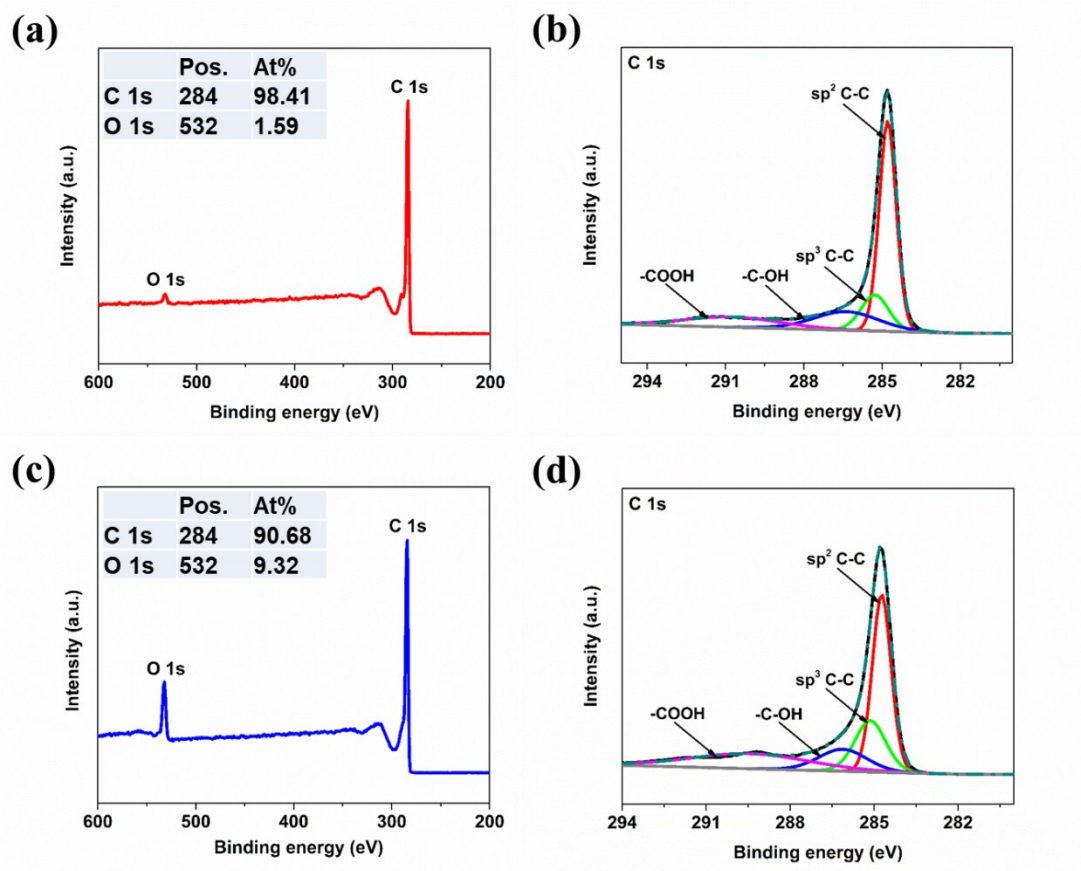 (a)
Pos. At%
C 1s 284 98.41
O 1s 532 1.59
C 1s
O 1s
Intensity (a.u.)
600 500 400 300 200
Binding energy (eV)
(b)
C 1s
sp² C-C
sp³ C-C
-C-OH
-COOH
Intensity (a.u.)
294 291 288 285 282
Binding energy (eV)
(c)
Pos. At%
C 1s 284 90.68
O 1s 532 9.32
C 1s
O 1s
Intensity (a.u.)
600 500 400 300 200
Binding energy (eV)
(d)
C 1s
sp² C-C
sp³ C-C
-COOH -C-OH
Intensity (a.u.)
294 291 288 285 282
Binding energy (eV)